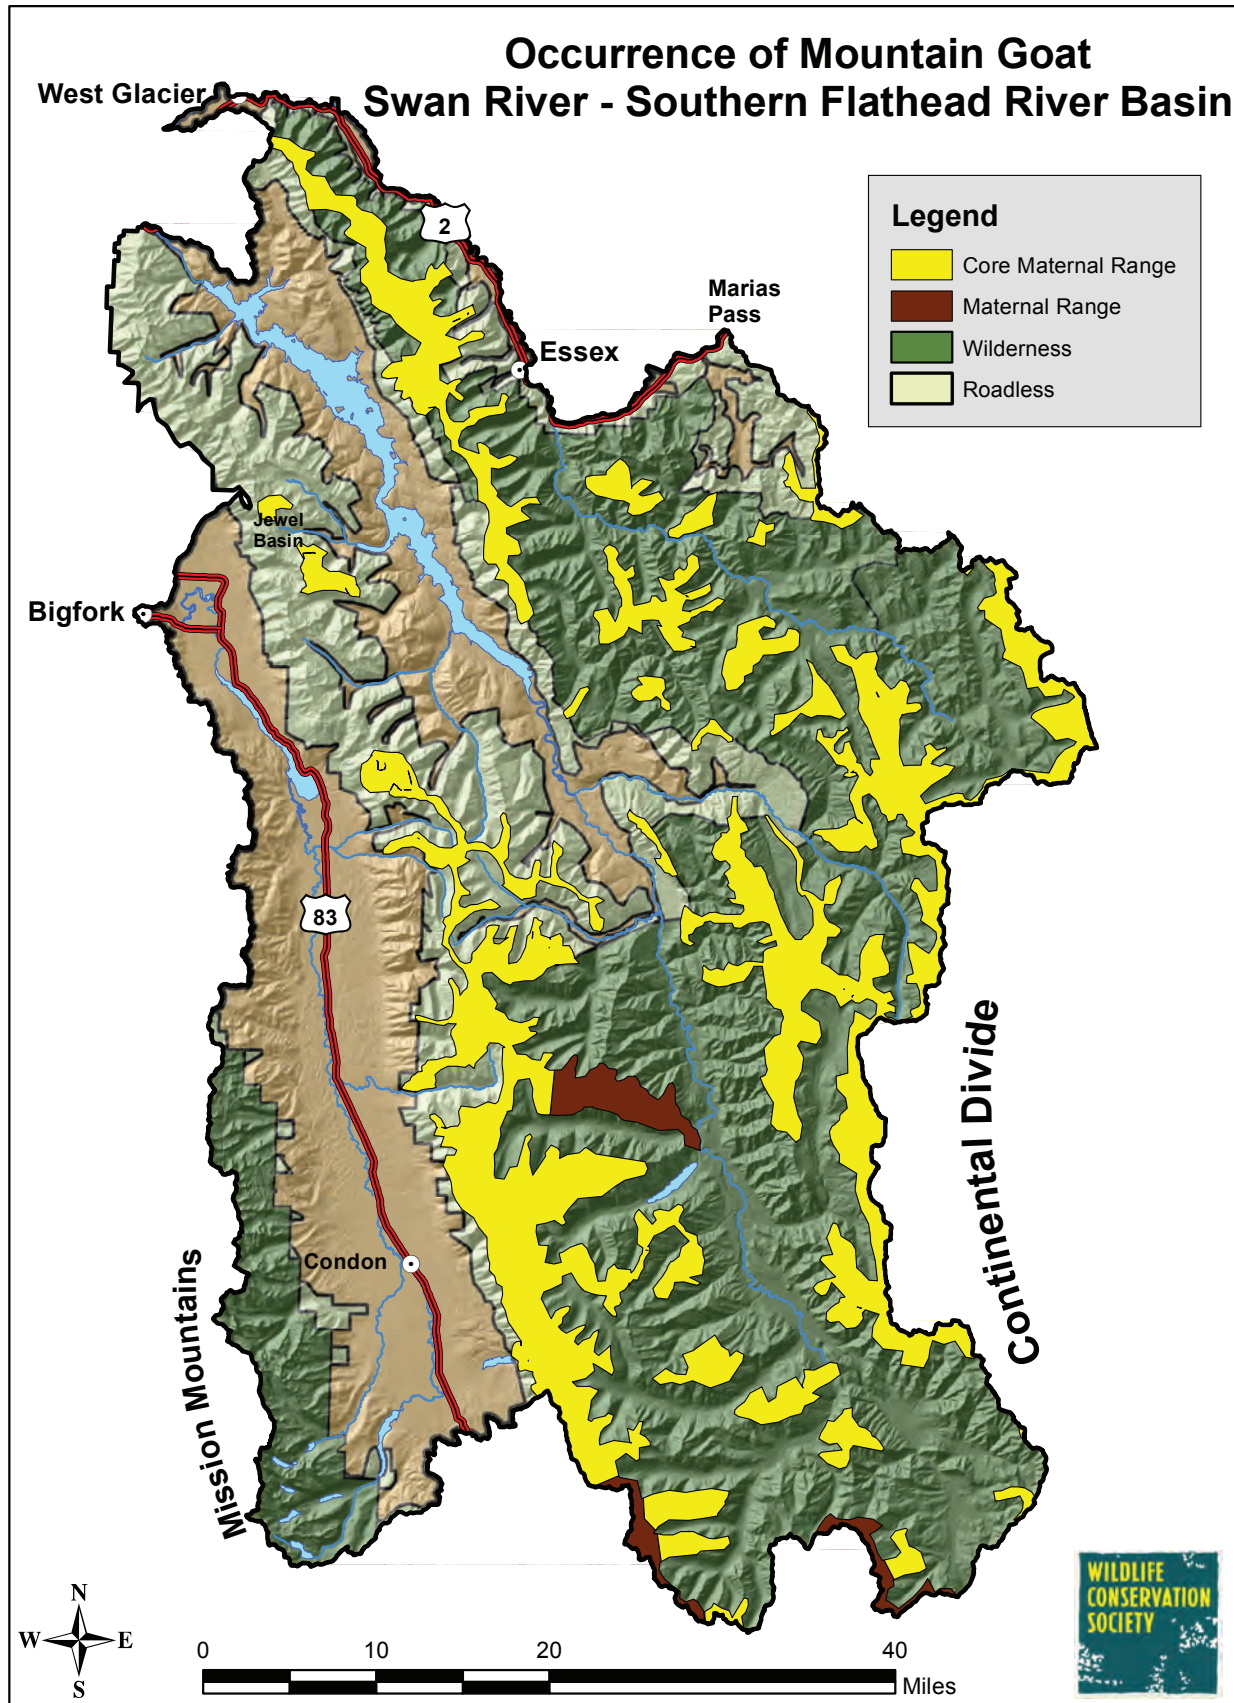 Occurrence of Mountain Goat
Swan River - Southern Flathead River Basin
West Glacier
2
Legend
Core Maternal Range
Maternal Range
Wilderness
Roadless
Marias
Pass
Essex
Jewel
Basin
Bigfork
83
Continental Divide
Condon
Mission Mountains
WILDLIFE
CONSERVATION
SOCIETY
N
W E
S
0 10 20 40
Miles